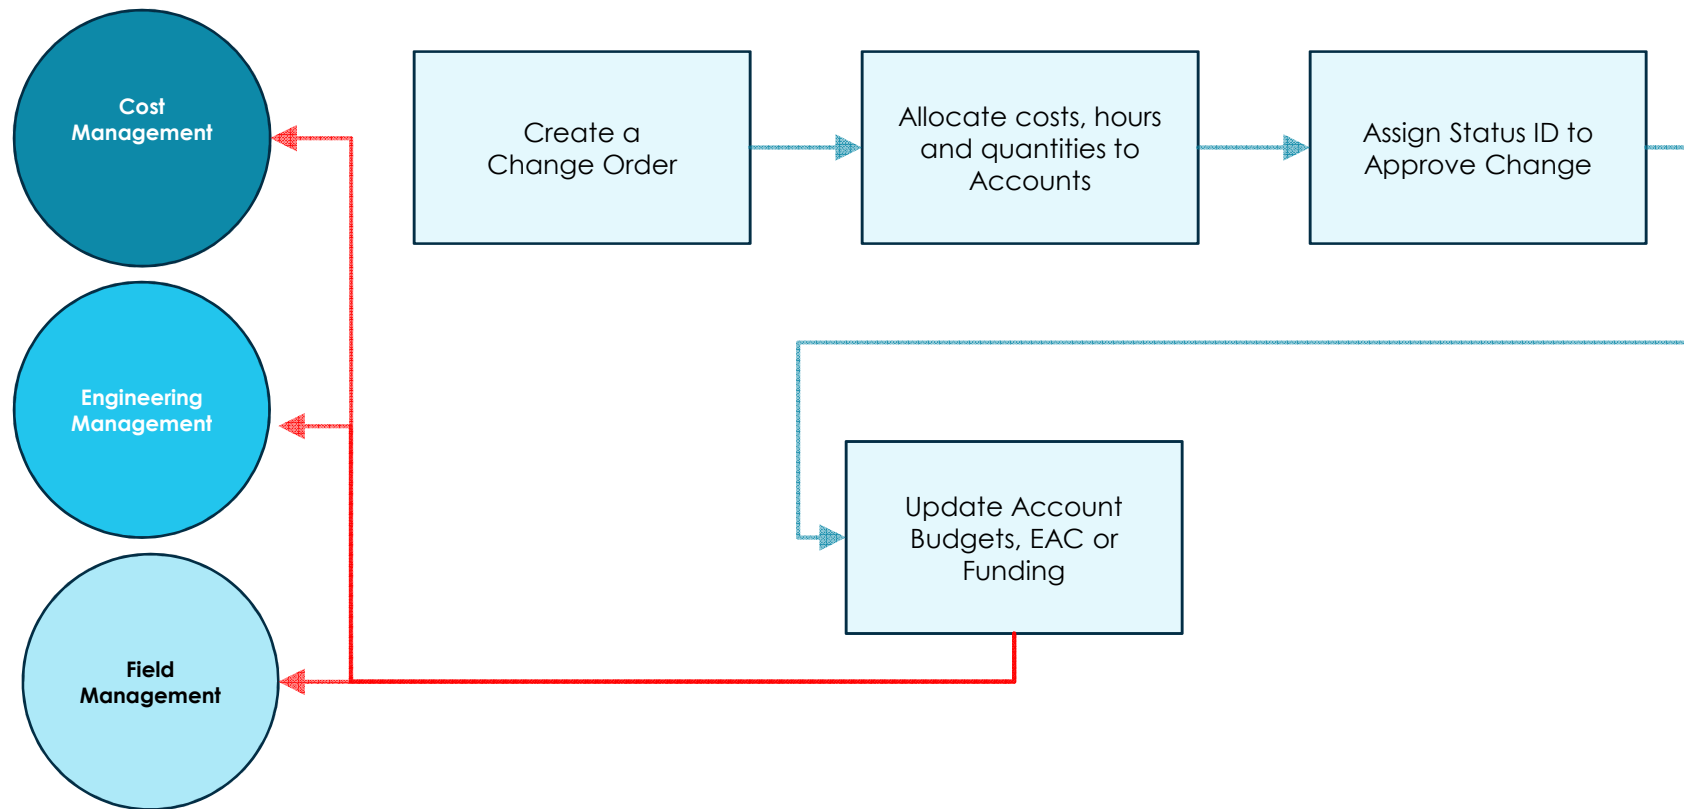 Cost
Management
Create a
Change Order
Allocate costs, hours
and quantities to
Accounts
Assign Status ID to
Approve Change
Engineering
Management
Update Account
Budgets, EAC or
Funding
Field
Management